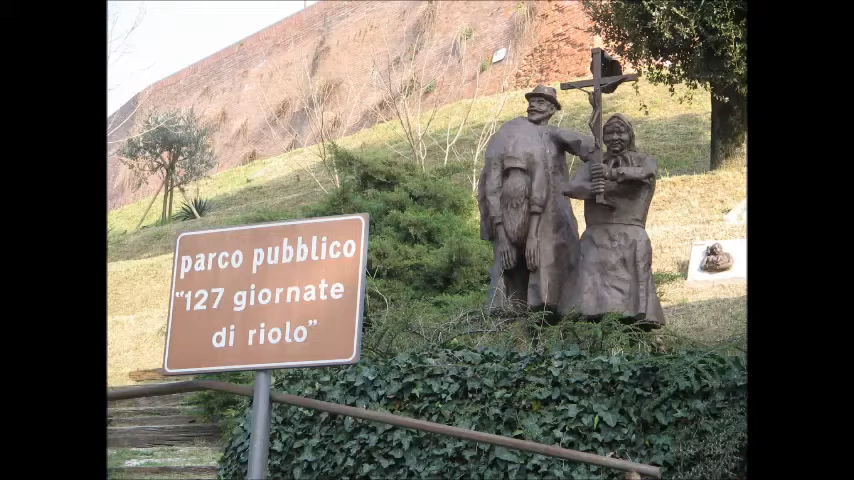 parco pubblico
"127 giornate
di riolo"